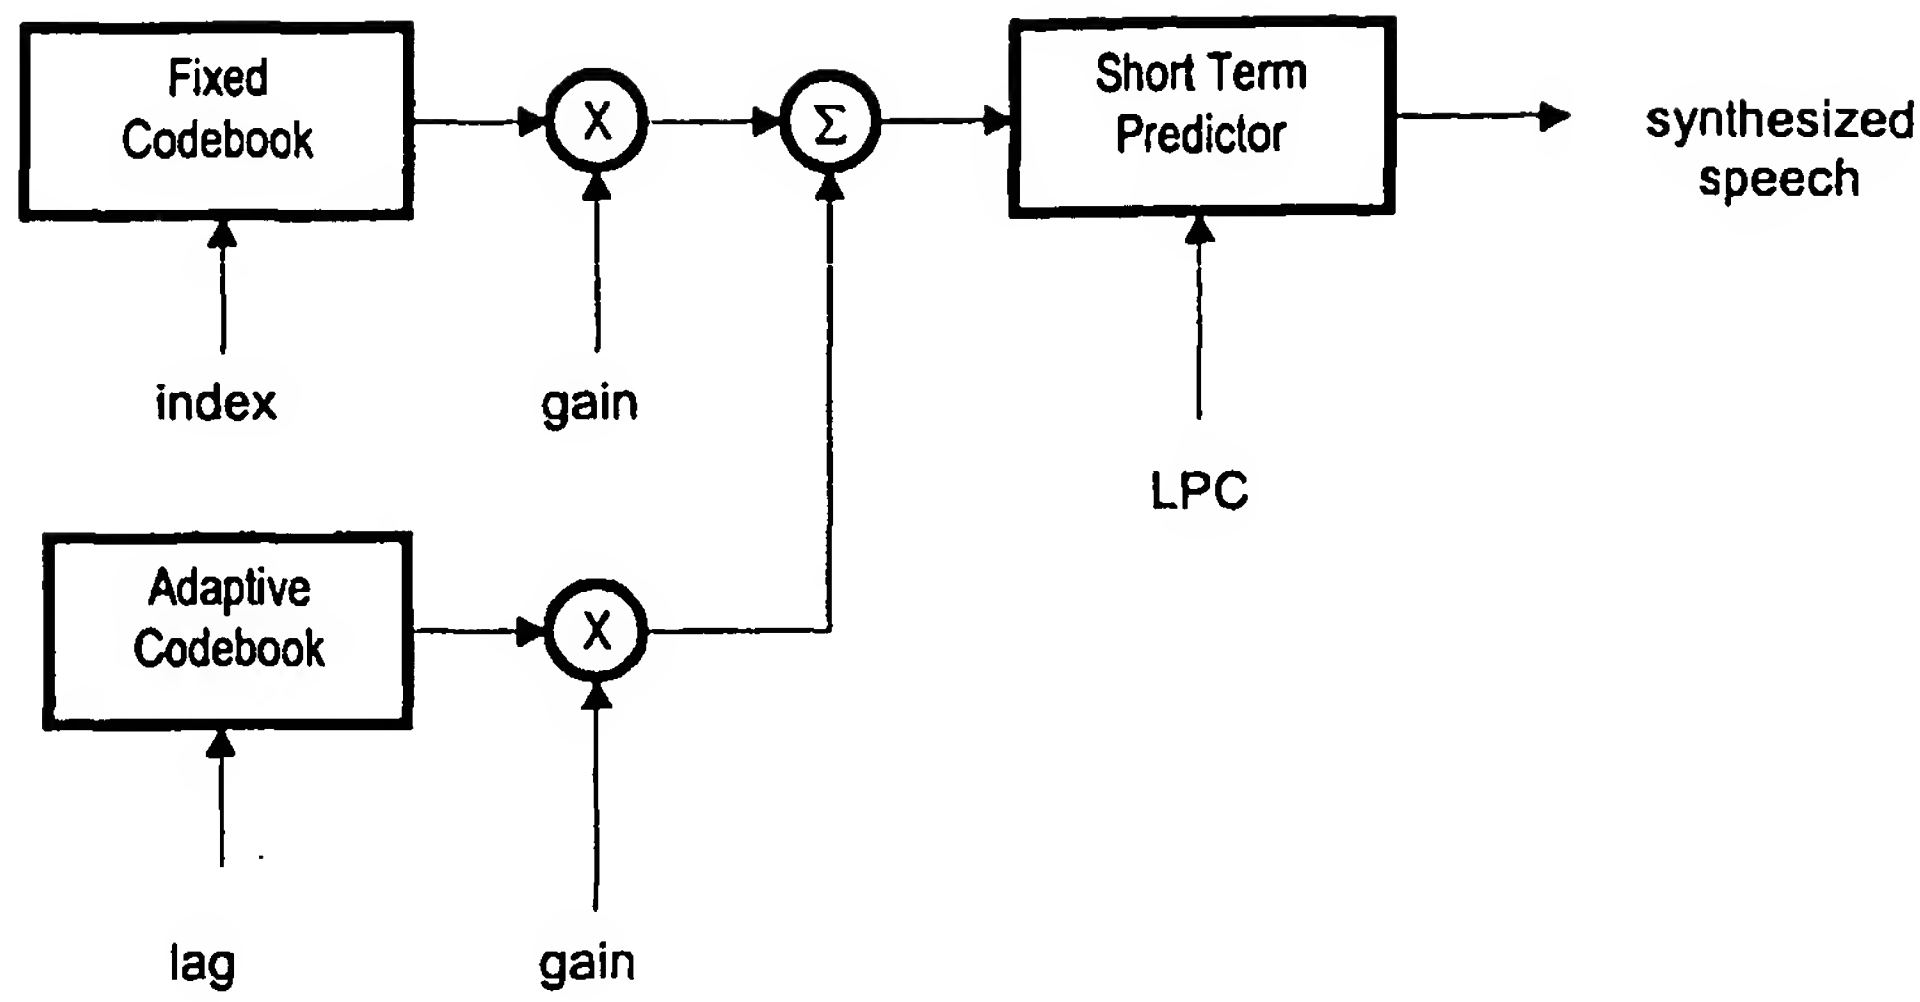 Fixed
Codebook
X
Σ
Short Term
Predictor
synthesized
speech
index
gain
LPC
Adaptive
Codebook
X
lag
gain